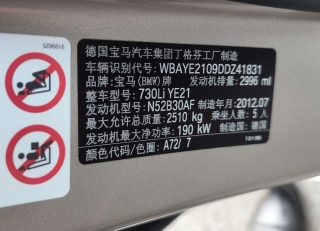 德国宝马汽车集团丁格芬工厂制造
车辆识别代号: WBAYE2109DDZ41831
品牌: 宝马(BMW)牌 发动机排量: 2996 ml
整车型号: 730Li YE21
发动机型号: N52B30AF 制造年月: 2012.07
最大允许总质量: 2510 kg 乘坐人数: 5 人
发动机最大净功率: 190 kW 制造国: 德国
颜色代码/色圈: A72/ 7